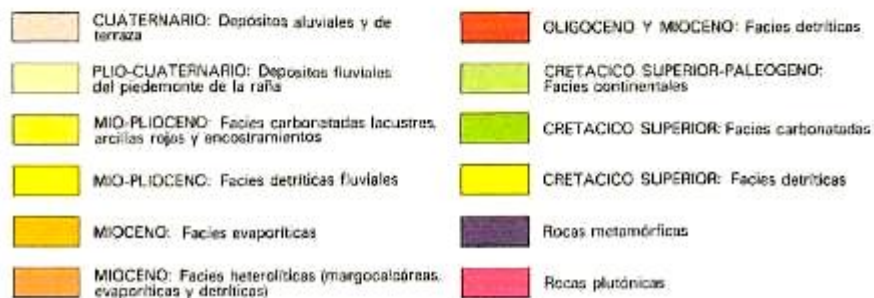 CUATERNARIO: Depósitos aluviales y de
terraza
PLIO-CUATERNARIO: Depositos fluviales
del piedemonte de la raña
MIO-PLIOCENO: Facies carbonatadas lacustres,
arcillas rojas y encostramientos
MIO-PLIOCENO: Facies detríticas fluviales
MIOCENO: Facies evaporíticas
MIOCENO: Facies heterolíticas (margocalcáreas,
evaporíticas y detríticas)
OLIGOCENO Y MIOCENO: Facies detríticas
CRETACICO SUPERIOR-PALEOGENO:
Facies continentales
CRETACICO SUPERIOR: Facies carbonatadas
CRETACICO SUPERIOR: Facies detríticas
Rocas metamórficas
Rocas plutónicas